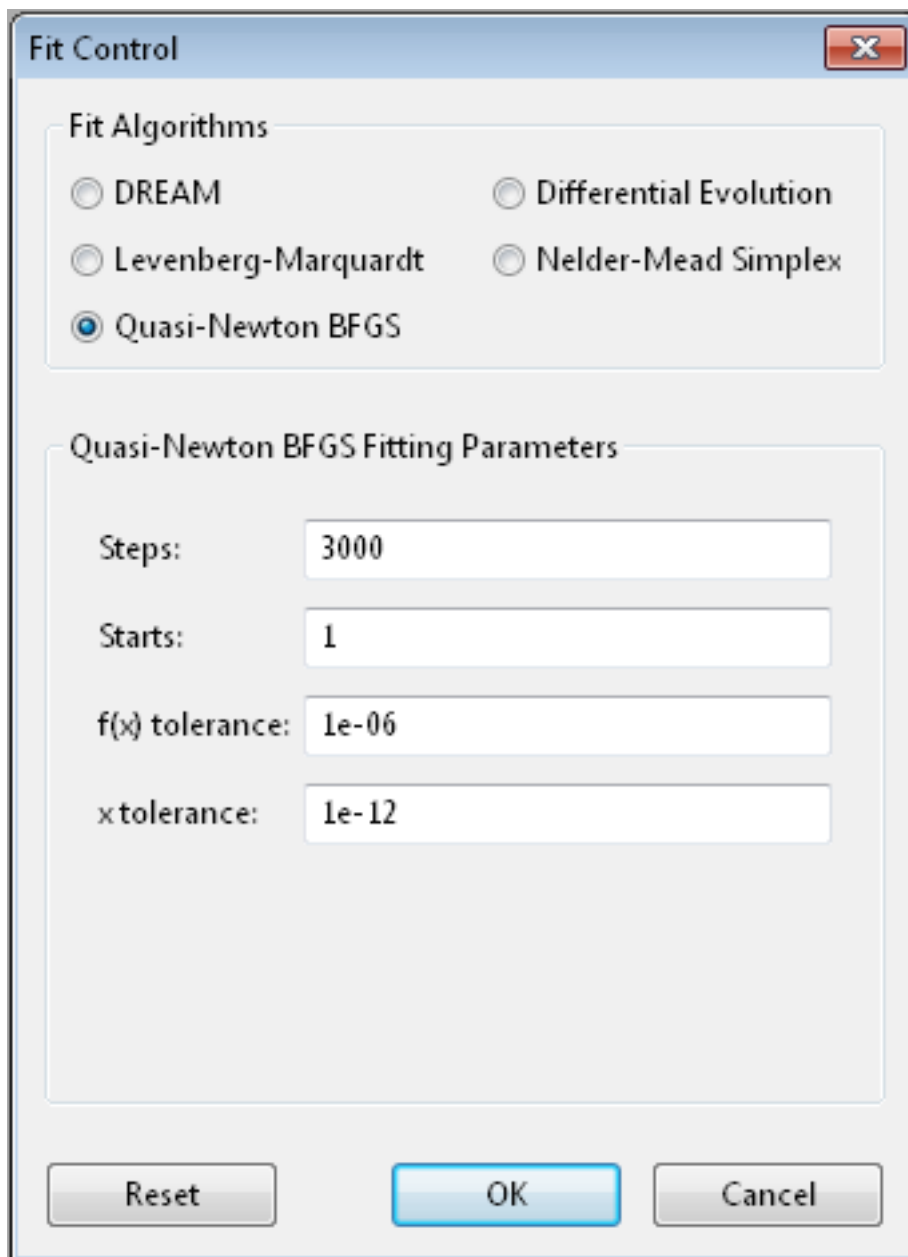 Fit Control
Fit Algorithms
DREAM
Differential Evolution
Levenberg-Marquardt
Nelder-Mead Simplex
Quasi-Newton BFGS
Quasi-Newton BFGS Fitting Parameters
Steps: 3000
Starts: 1
f(x) tolerance: 1e-06
x tolerance: 1e-12
Reset OK Cancel